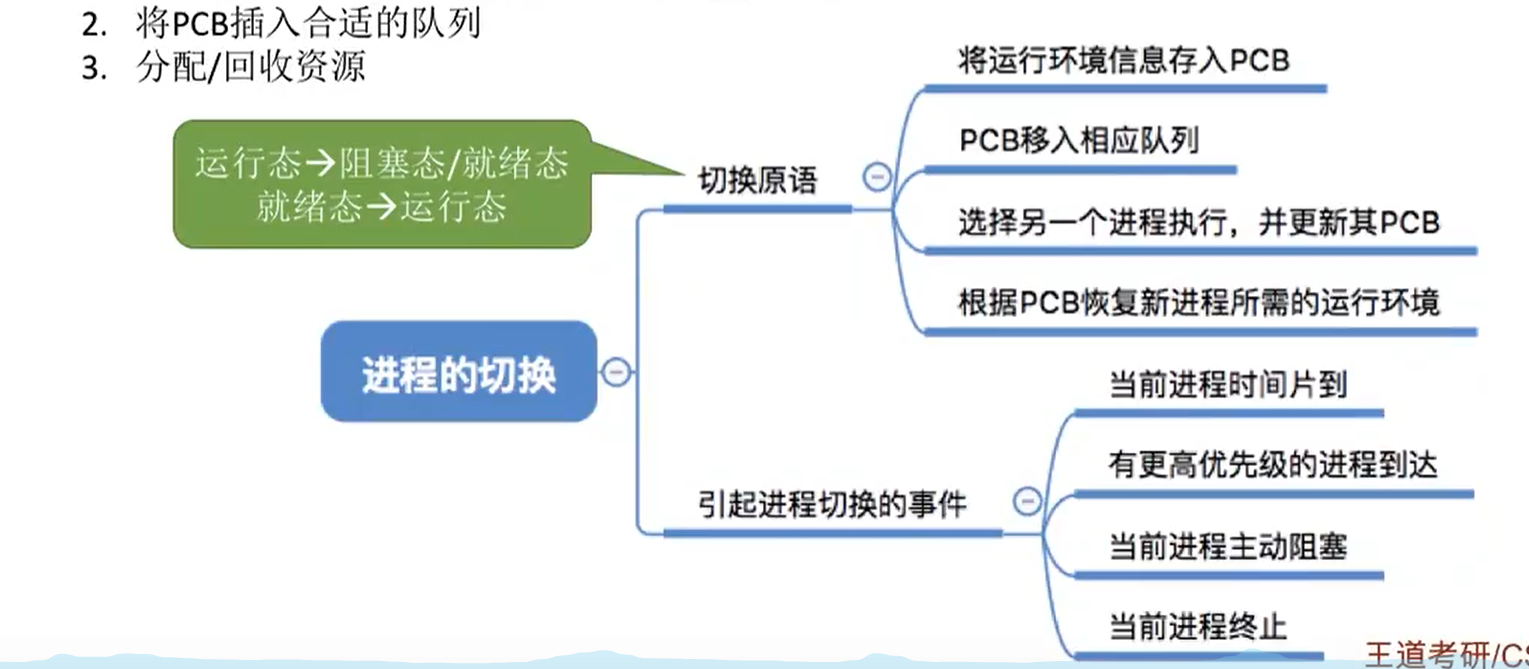 2. 将PCB插入合适的队列
3. 分配/回收资源
运行态→阻塞态/就绪态
就绪态→运行态
切换原语
将运行环境信息存入PCB
PCB移入相应队列
选择另一个进程执行，并更新其PCB
根据PCB恢复新进程所需的运行环境
进程的切换
引起进程切换的事件
当前进程时间片到
有更高优先级的进程到达
当前进程主动阻塞
当前进程终止
王道考研/CS